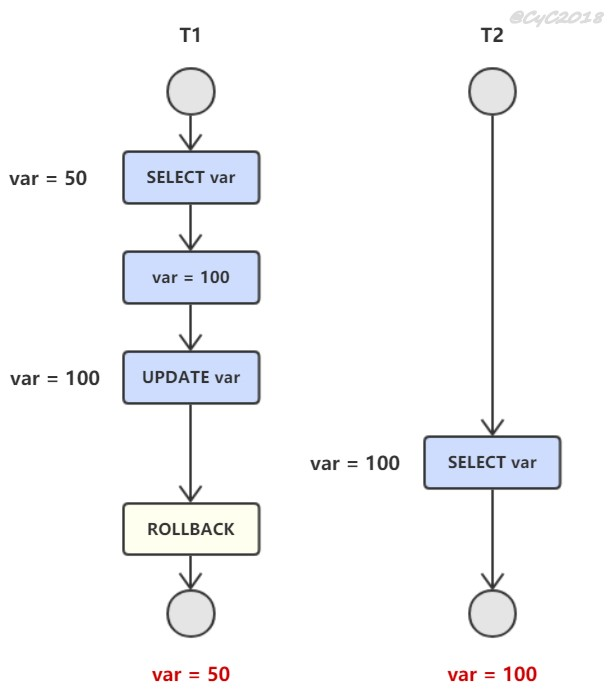 @CyC2018
T1
T2
var = 50
SELECT var
var = 100
var = 100
UPDATE var
var = 100
SELECT var
ROLLBACK
var = 50
var = 100